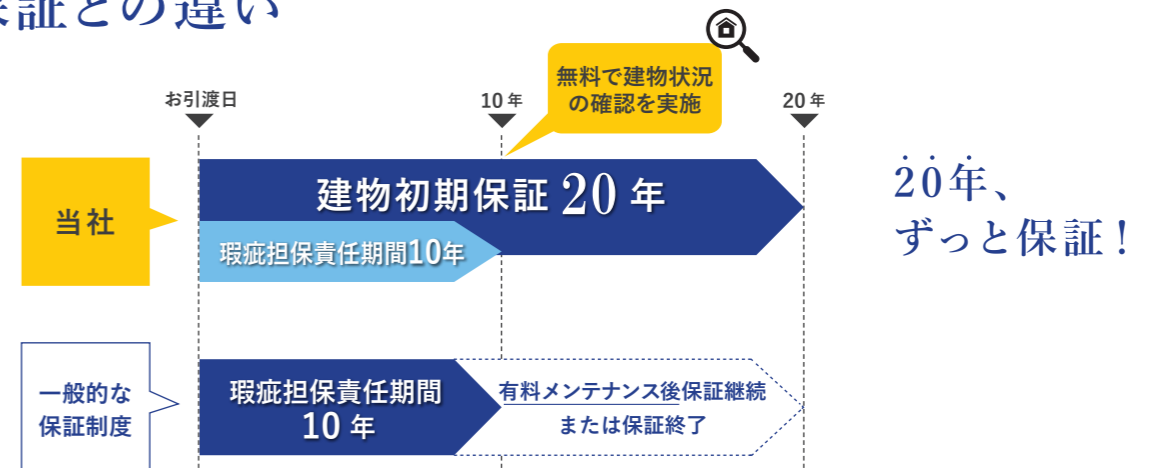 保証との違い
お引渡日
10年
無料で建物状況
の確認を実施
20年
当社
建物初期保証20年
瑕疵担保責任期間10年
20年、
ずっと保証!
一般的な
保証制度
瑕疵担保責任期間
10年
有料メンテナンス後保証継続
または保証終了